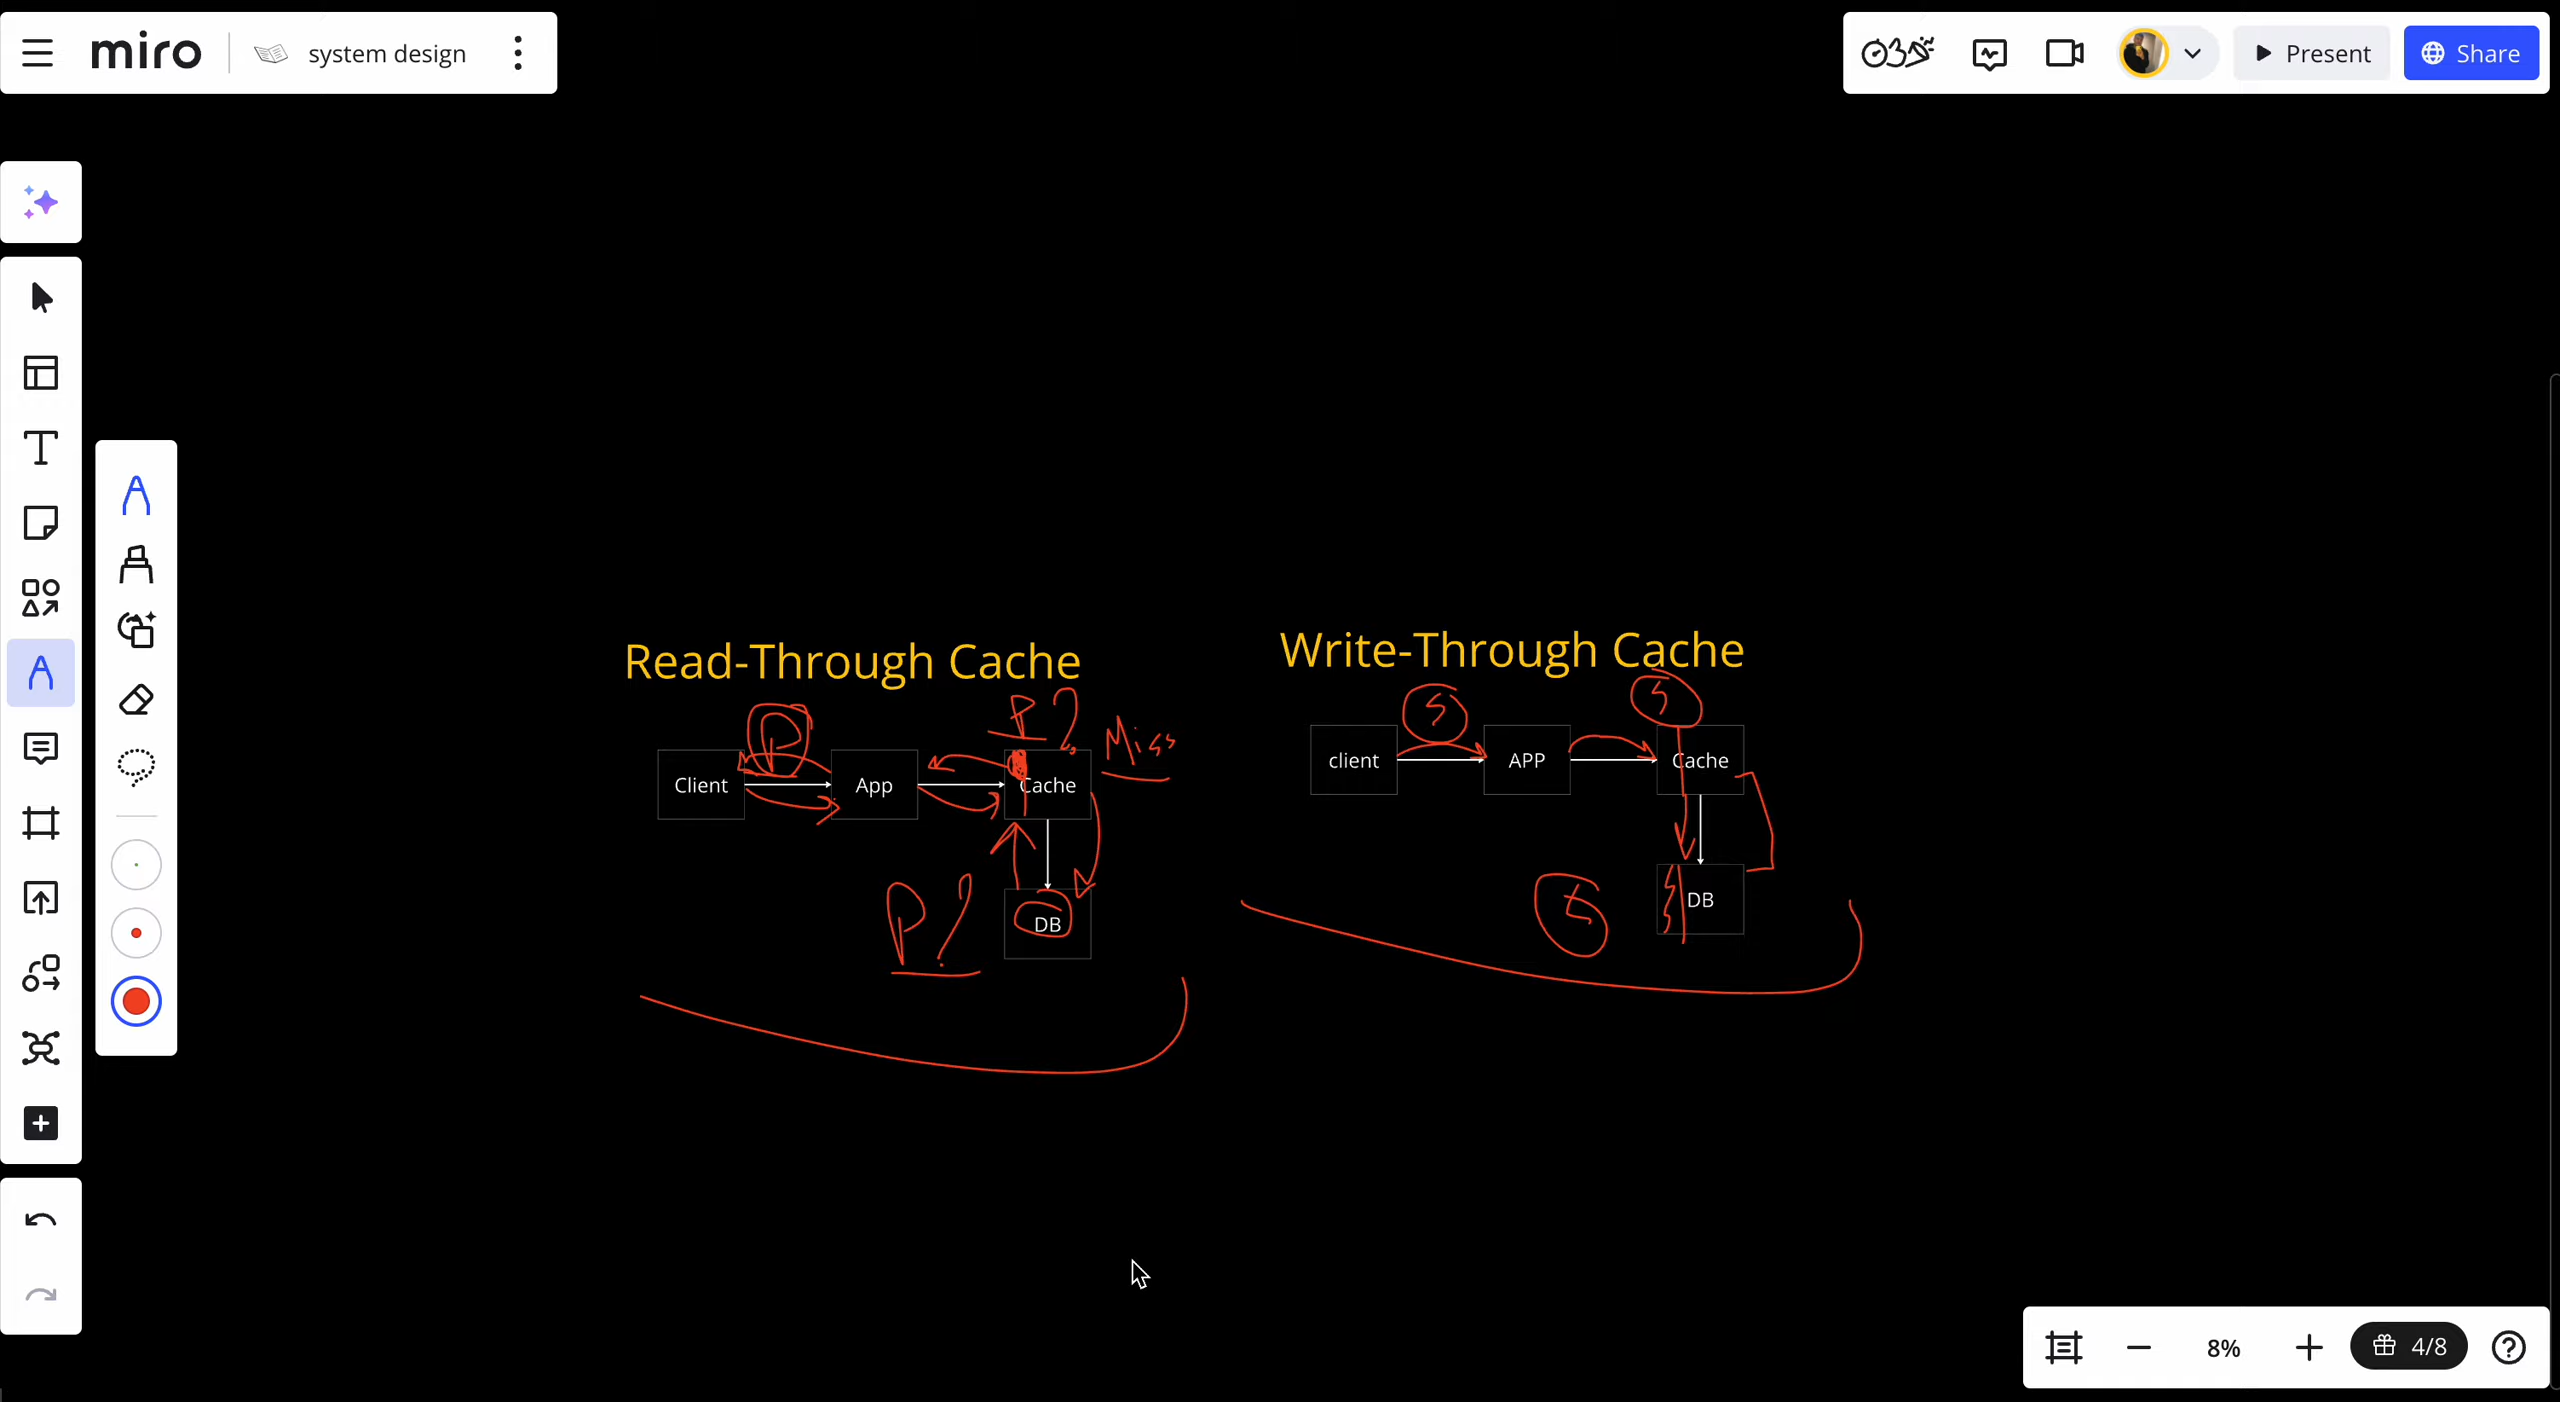 miro
system design
Present
Share
Read-Through Cache
P
P?
Miss
Client
App
Cache
P?
DB
Write-Through Cache
S
S
client
APP
Cache
DB
8%
4/8